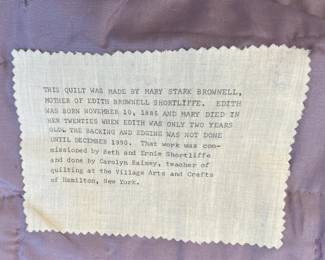 THIS QUILT WAS MADE BY MARY STARK BROWNELL,
MOTHER OF EDITH BROWNELL SHORTLIFFE. EDITH
WAS BORN NOVEMBER 10, 1885 AND MARY DIED IN
HER TWENTIES WHEN EDITH WAS ONLY TWO YEARS
OLD. THE BACKING AND EDGING WAS NOT DONE
UNTIL DECEMBER 1990. That work was com-
missioned by Beth and Ernie Shortliffe
and done by Carolyn Rainey, teacher of
quilting at the Village Arts and Crafts
of Hamilton, New York.